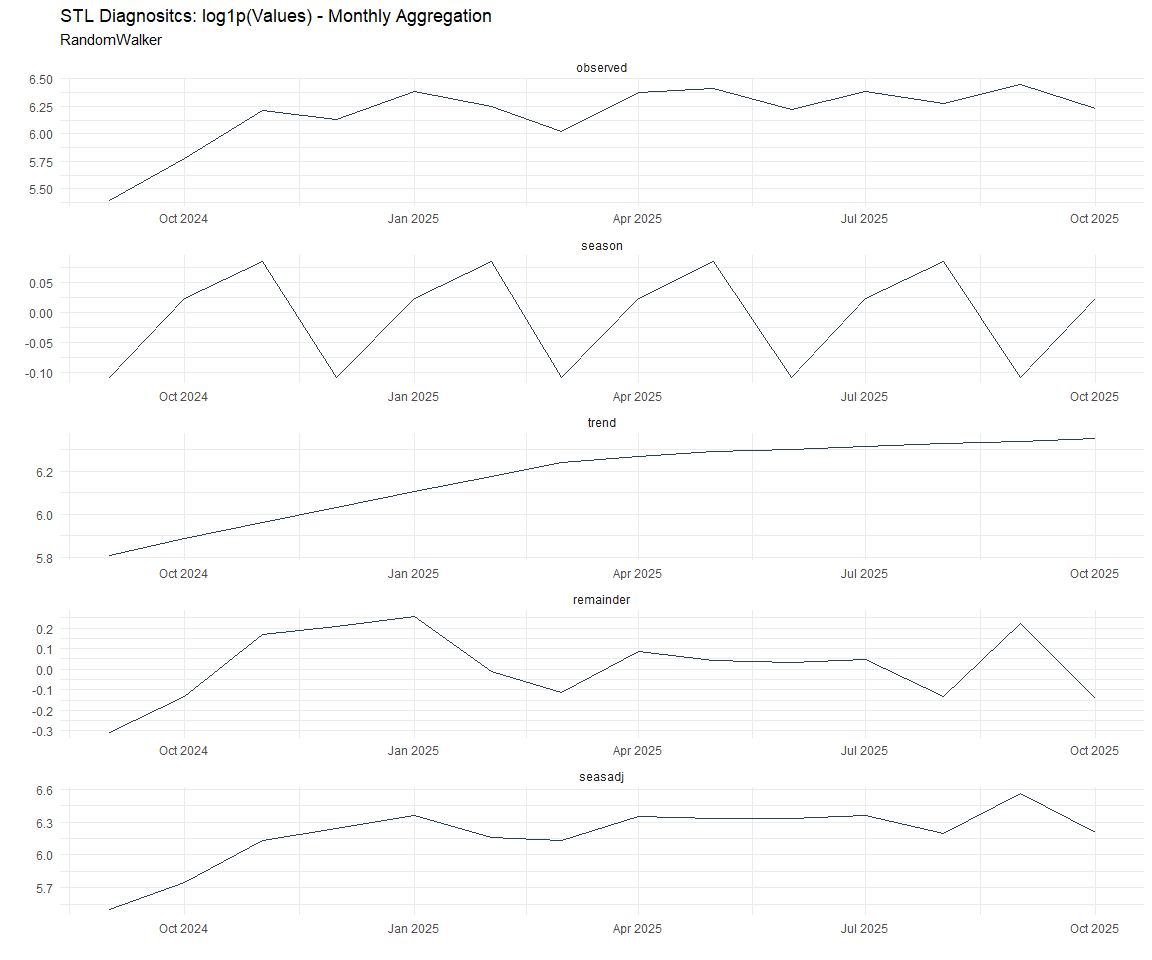 STL Diagnositcs: log1p(Values) - Monthly Aggregation
RandomWalker
observed
6.50
6.25
6.00
5.75
5.50
Oct 2024 Jan 2025 Apr 2025 Jul 2025 Oct 2025
season
0.05
0.00
-0.05
-0.10
Oct 2024 Jan 2025 Apr 2025 Jul 2025 Oct 2025
trend
6.2
6.0
5.8
Oct 2024 Jan 2025 Apr 2025 Jul 2025 Oct 2025
remainder
0.2
0.1
0.0
-0.1
-0.2
-0.3
Oct 2024 Jan 2025 Apr 2025 Jul 2025 Oct 2025
seasadj
6.6
6.3
6.0
5.7
Oct 2024 Jan 2025 Apr 2025 Jul 2025 Oct 2025